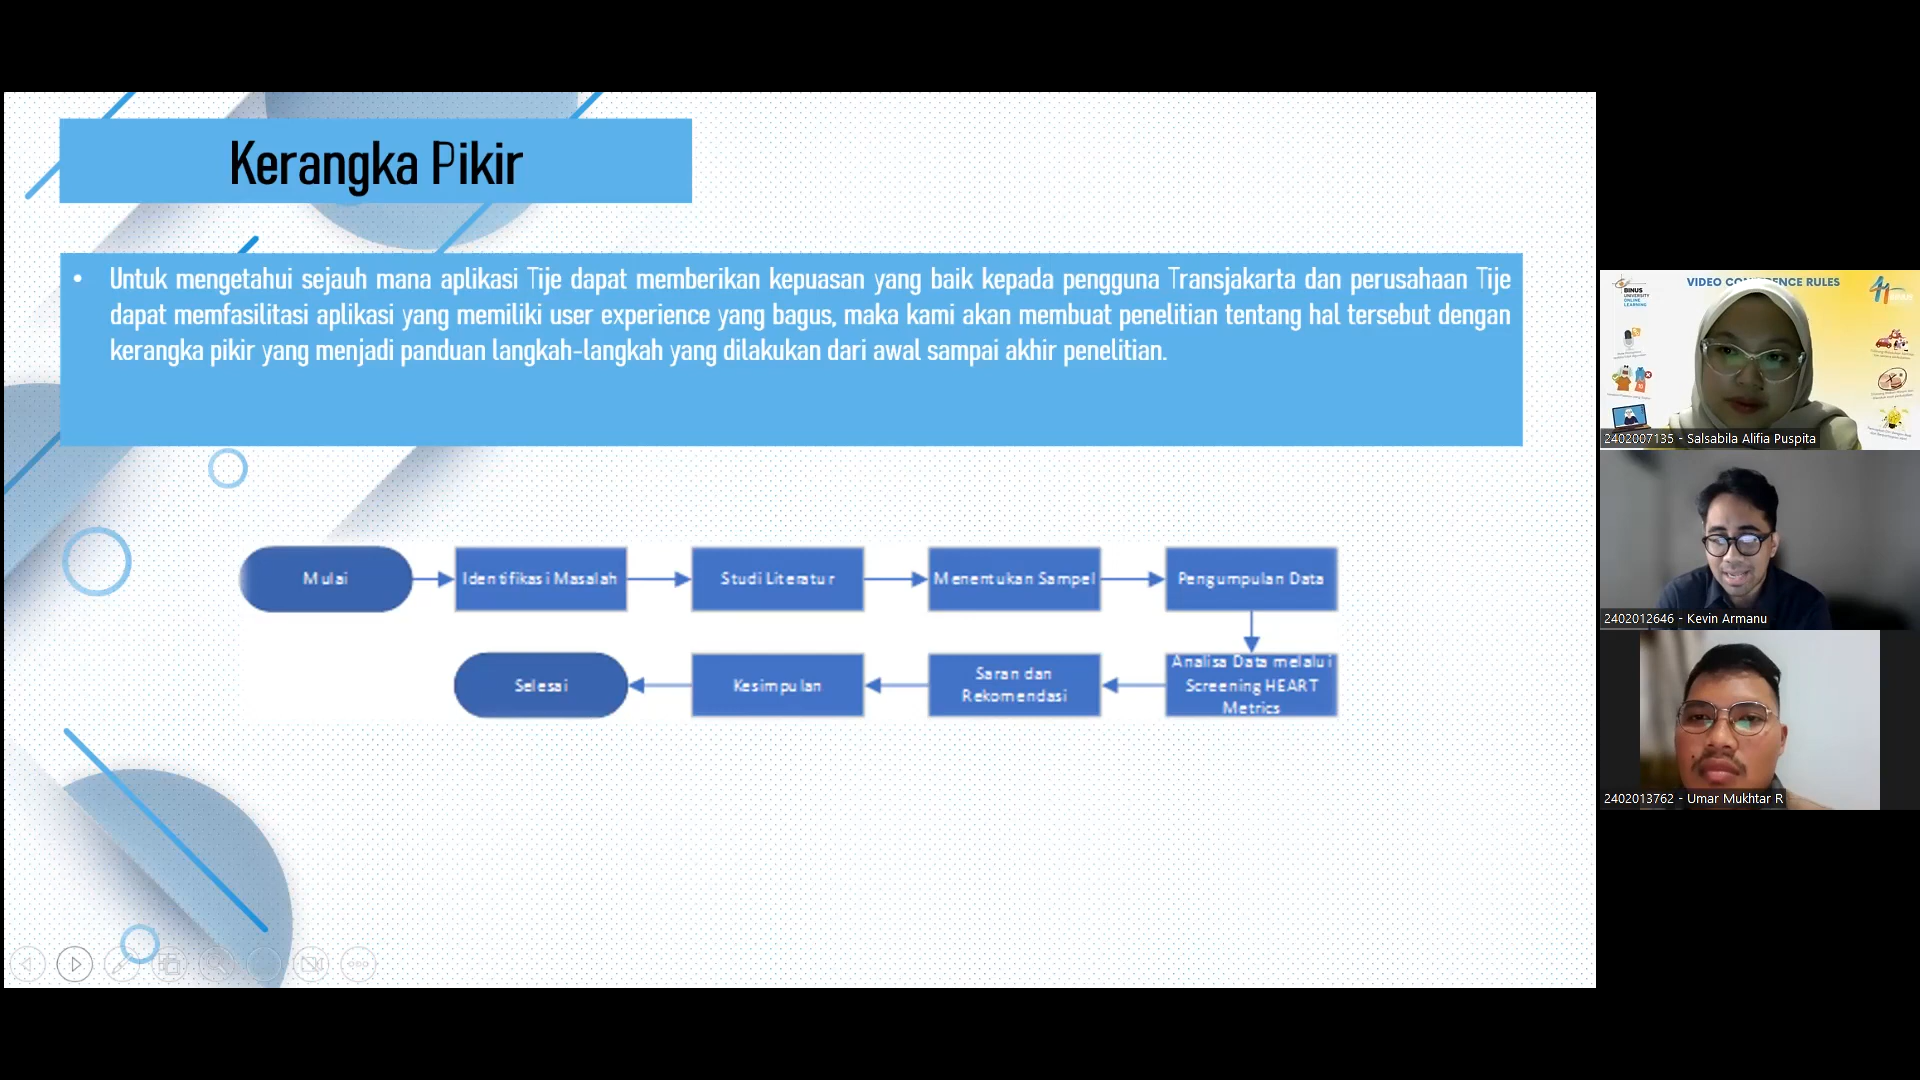 Kerangka Pikir
• Untuk mengetahui sejauh mana aplikasi Tije dapat memberikan kepuasan yang baik kepada pengguna Transjakarta dan perusahaan Tije
dapat memfasilitasi aplikasi yang memiliki user experience yang bagus, maka kami akan membuat penelitian tentang hal tersebut dengan
kerangka pikir yang menjadi panduan langkah-langkah yang dilakukan dari awal sampai akhir penelitian.
Mulai
Identifikasi Masalah
Studi Literatur
Menentukan Sampel
Pengumpulan Data
Analisa Data melalui
Screening HEART
Metrics
Saran dan
Rekomendasi
Kesimpulan
Selesai
VIDEO CONFERENCE RULES
BINUS
UNIVERSITY
ONLINE
LEARNING
2402007135 - Salsabila Alifia Puspita
2402012646 - Kevin Armanu
2402013762 - Umar Mukhtar R